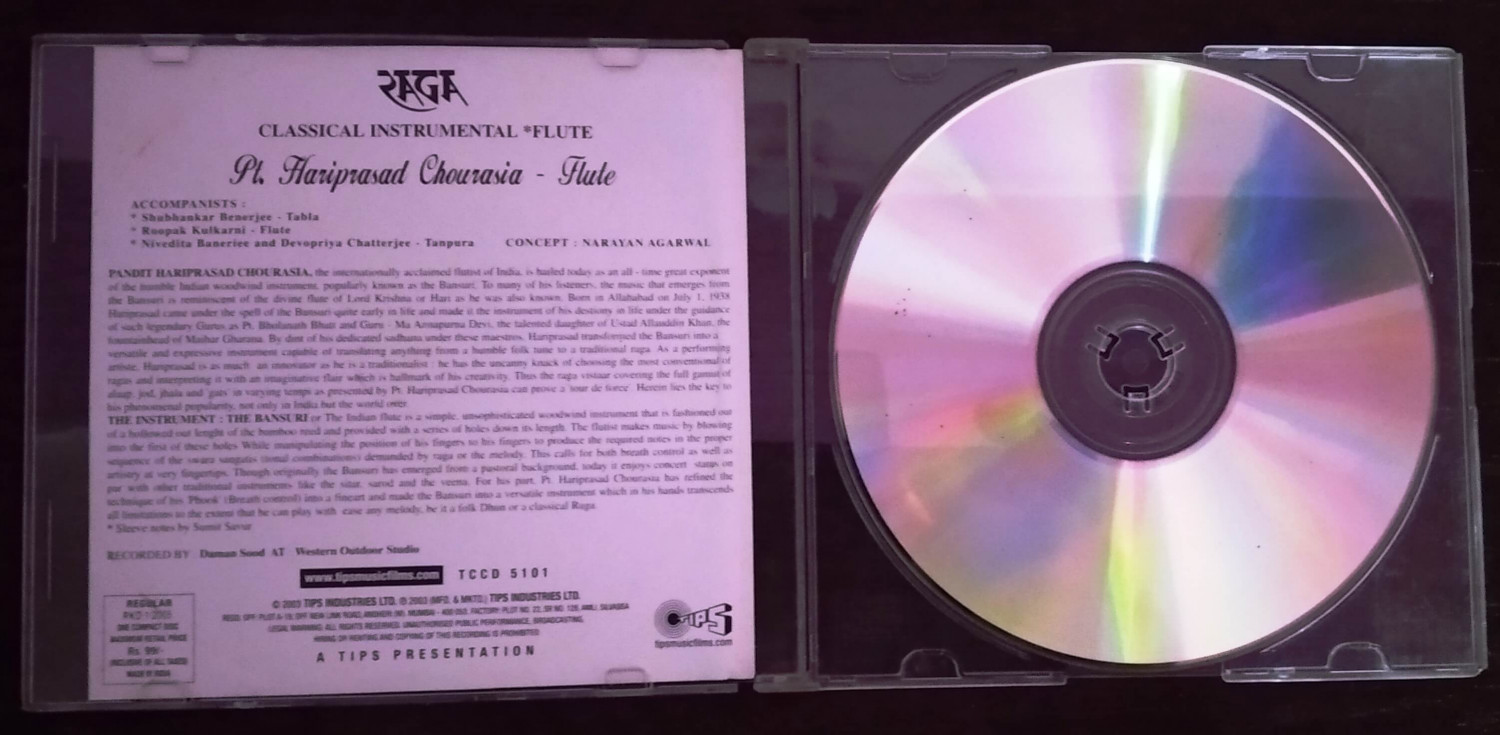 RAGA
CLASSICAL INSTRUMENTAL *FLUTE
Pt. Hariprasad Chourasia - Flute
ACCOMPANISTS :
* Shubhankar Benerjee - Tabla
* Roopak Kulkarni - Flute
* Nivedita Banerjee and Devopriya Chatterjee - Tanpura CONCEPT : NARAYAN AGARWAL
PANDIT HARIPRASAD CHOURASIA, the internationally acclaimed flutist of India, is hailed today as an all - time great exponent
of the humble Indian woodwind instrument, popularly known as the Bansuri. To many of his listeners, the music that emerges from
the Bansuri is reminiscent of the divine flute of Lord Krishna or Hari as he was also known. Born in Allahabad on July 1, 1938
Hariprasad came under the spell of the Bansuri quite early in life and made it the instrument of his destiny in life under the guidance
of such legendary Gurus as Pt. Bholanath Bhatt and Guru - Ma Annapurna Devi, the talented daughter of Ustad Allauddin Khan, the
fountainhead of Maihar Gharana. By dint of his dedicated sadhana under these maestros, Hariprasad transformed the Bansuri into a
versatile and expressive instrument capable of translating anything from a humble folk tune to a traditional raga. As a performing
artiste, Hariprasad is as much an innovator as he is a traditionalist : he has the uncanny knack of choosing the most conventional of
ragas and interpreting it with an imaginative flair which is hallmark of his creativity. Thus the raga vistaar covering the full gamut of
alaap, jod, jhala and 'gats' in varying temps as presented by Pt. Hariprasad Chourasia can prove a 'tour de force'. Herein lies the key to
his phenomenal popularity, not only in India but the world over.
THE INSTRUMENT : THE BANSURI or The Indian flute is a simple, unsophisticated woodwind instrument that is fashioned out
of a hollowed out lenght of the bamboo reed and provided with a series of holes down its length. The flutist makes music by blowing
into the first of these holes While manipulating the position of his fingers to his fingers to produce the required notes in the proper
sequence of the swara sangatis (tonal combinations) demanded by raga or the melody. This calls for both breath control as well as
artistry at very fingertips. Though originally the Bansuri has emerged from a pastoral background, today it enjoys concert status on
par with other traditional instruments like the sitar, sarod and the veena. For his part, Pt. Hariprasad Chourasia has refined the
technique of his 'Phook' (Breath control) into a fineart and made the Bansuri into a versatile instrument which in his hands transcends
all limitations to the extent that he can play with ease any melody, be it a folk Dhun or a classical Raga.
* Sleeve notes by Sumit Savur
RECORDED BY Daman Sood AT Western Outdoor Studio
www.tipsmusicfilms.com TCCD 5101
© 2003 TIPS INDUSTRIES LTD. ℗ 2003 (MFD. & MKTD.) TIPS INDUSTRIES LTD.
REGD. OFF. PLOT A-19, OFF NEW LINK ROAD, ANDHERI (W), MUMBAI - 400 053. FACTORY: PLOT NO. 22, SR NO. 128, AMLI, SILVASSA
LEGAL WARNING: ALL RIGHTS RESERVED. UNAUTHORISED PUBLIC PERFORMANCE, BROADCASTING,
HIRING OR RENTING AND COPYING OF THIS RECORDING IS PROHIBITED
A TIPS PRESENTATION
REGULAR
ONE COMPACT DISC
MAXIMUM RETAIL PRICE
Rs. 99/-
(INCLUSIVE OF ALL TAXES)
MADE IN INDIA
TIPS
tipsmusicfilms.com